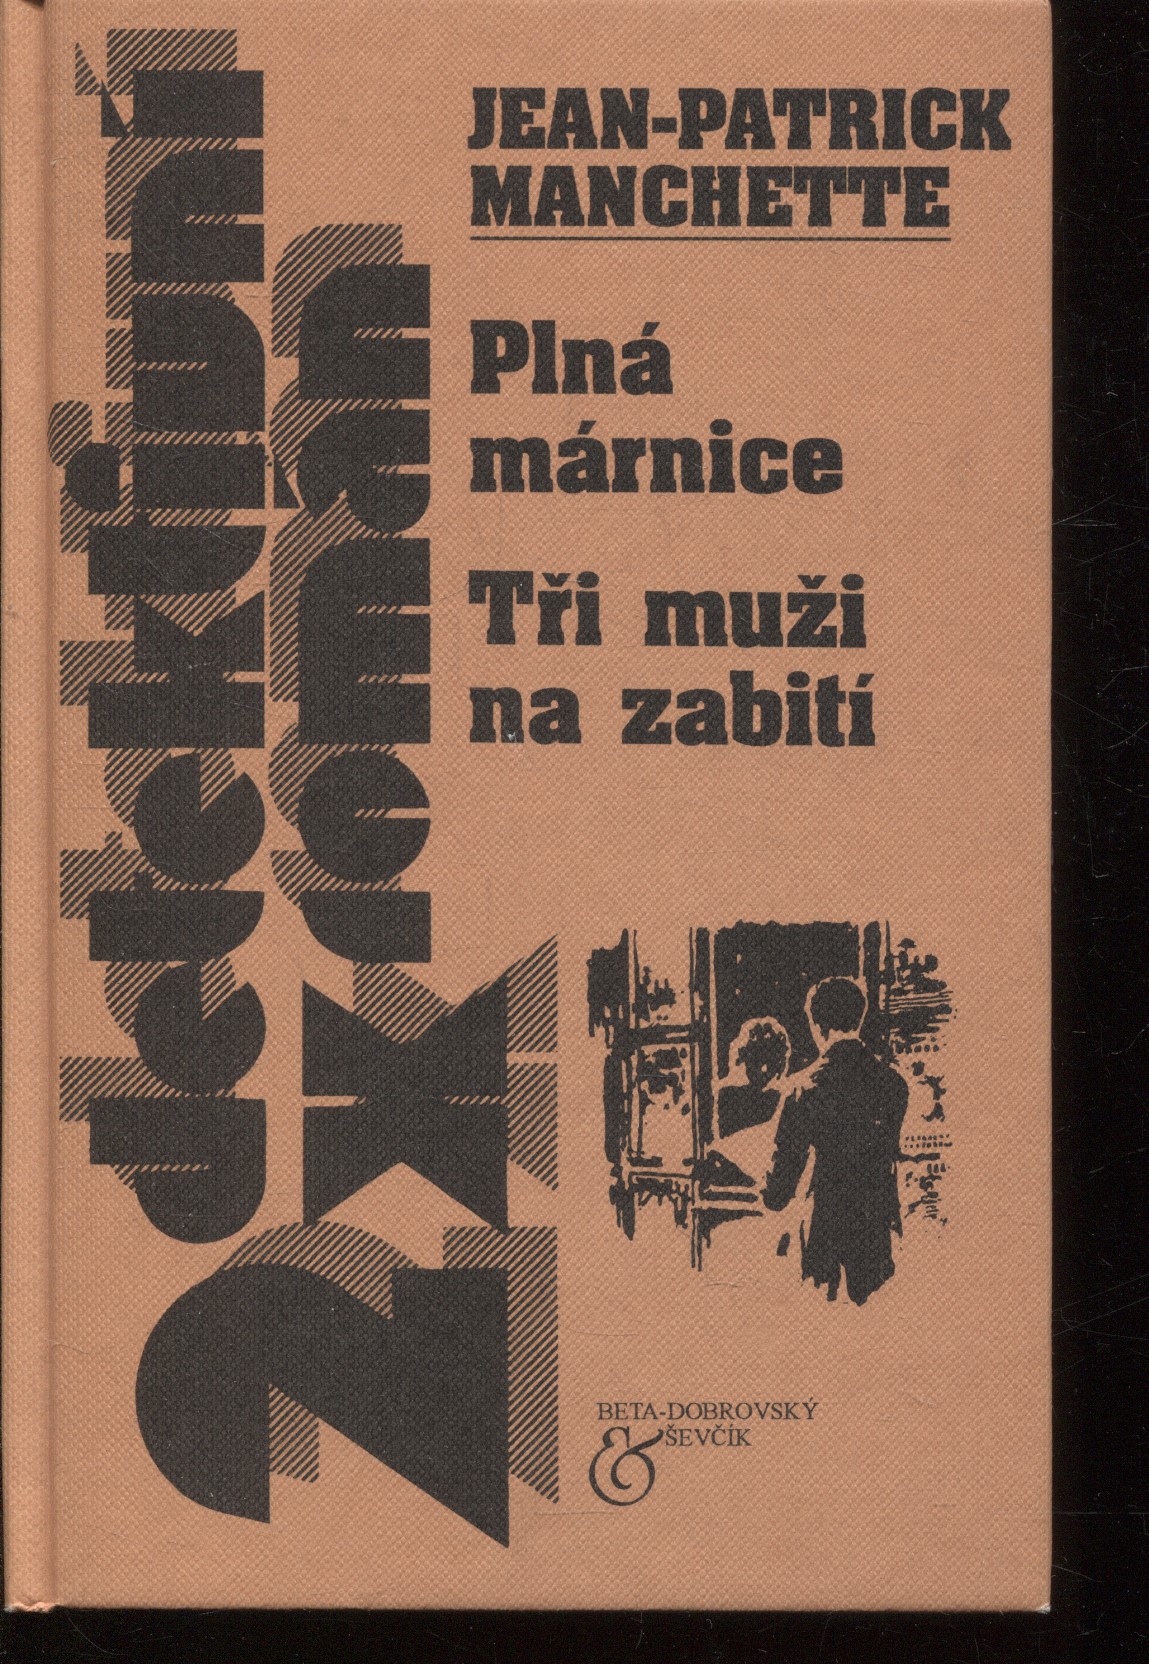 JEAN-PATRICK
MANCHETTE
Plná
márnice
Tři muži
na zabití
2x detektivní
román
BETA-DOBROVSKÝ
& ŠEVČÍK